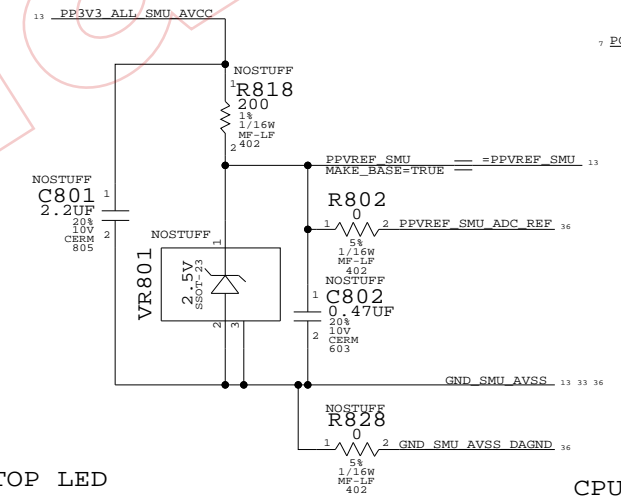 13 PP3V3_ALL_SMU_AVCC
7
NOSTUFF
1
R818
200
1%
1/16W
MF-LF
2 402
PPVREF_SMU =PPVREF_SMU 13
MAKE_BASE=TRUE
NOSTUFF
C801 1
2.2UF
20%
10V 2
CERM
805
R802
0
1 2 PPVREF_SMU_ADC_REF 36
5%
1/16W
MF-LF
402
NOSTUFF 1
VR801
2.5V
SSOT-23
2 3
NOSTUFF
1 C802
0.47UF
20%
10V
2 CERM
603
GND_SMU_AVSS 13 33 36
NOSTUFF
R828
0
1 2 GND_SMU_AVSS_DAGND 36
5%
1/16W
MF-LF
402
TOP LED
CPU